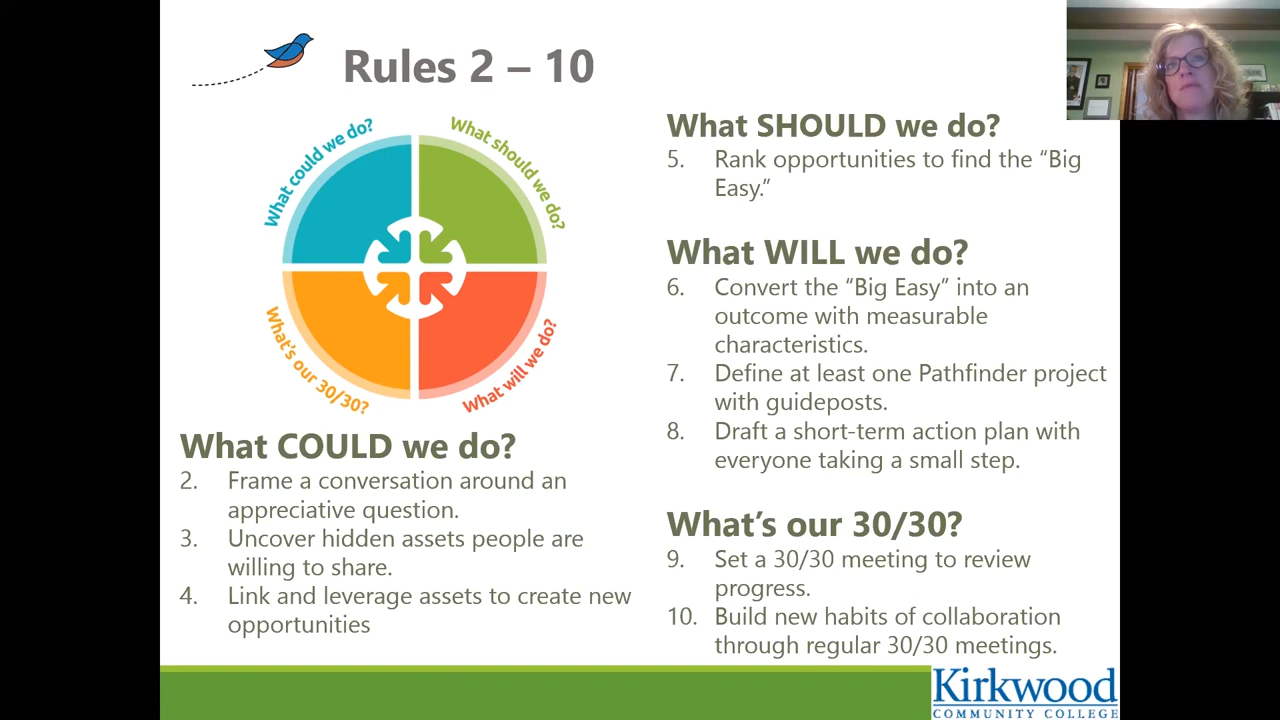 Rules 2 – 10
What could we do?
What should we do?
What's our 30/30?
What will we do?
What COULD we do?
2. Frame a conversation around an
appreciative question.
3. Uncover hidden assets people are
willing to share.
4. Link and leverage assets to create new
opportunities
What SHOULD we do?
5. Rank opportunities to find the “Big
Easy.”
What WILL we do?
6. Convert the “Big Easy” into an
outcome with measurable
characteristics.
7. Define at least one Pathfinder project
with guideposts.
8. Draft a short-term action plan with
everyone taking a small step.
What’s our 30/30?
9. Set a 30/30 meeting to review
progress.
10. Build new habits of collaboration
through regular 30/30 meetings.
Kirkwood
COMMUNITY COLLEGE